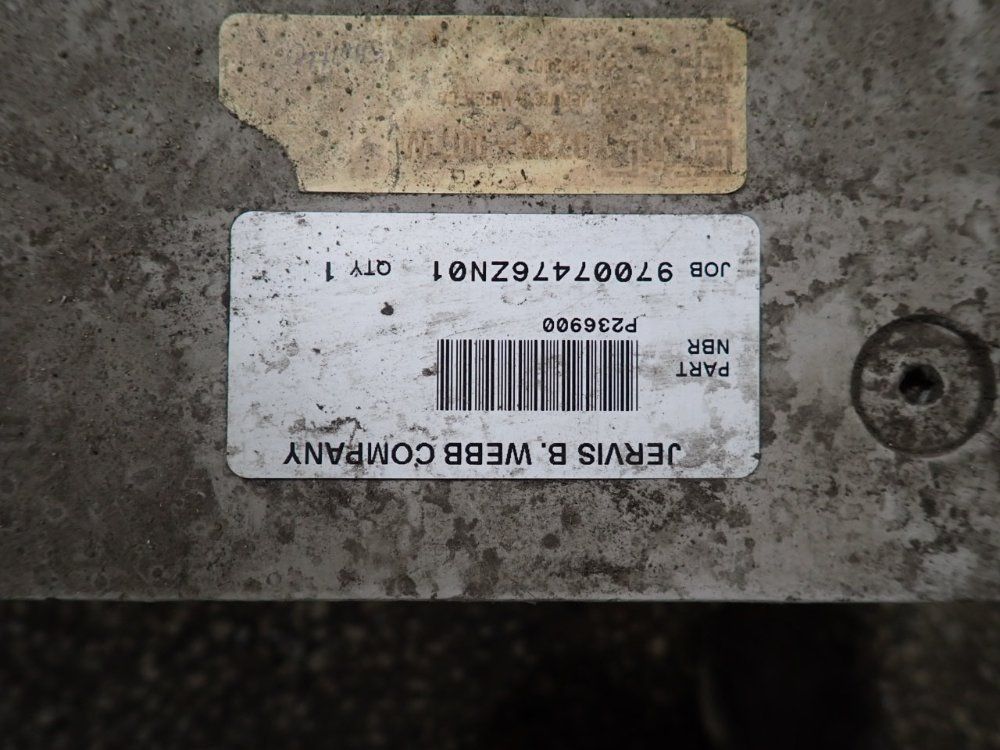 JERVIS B. WEBB COMPANY
PART
NBR
P236900
JOB 97007476ZN01 QTY 1